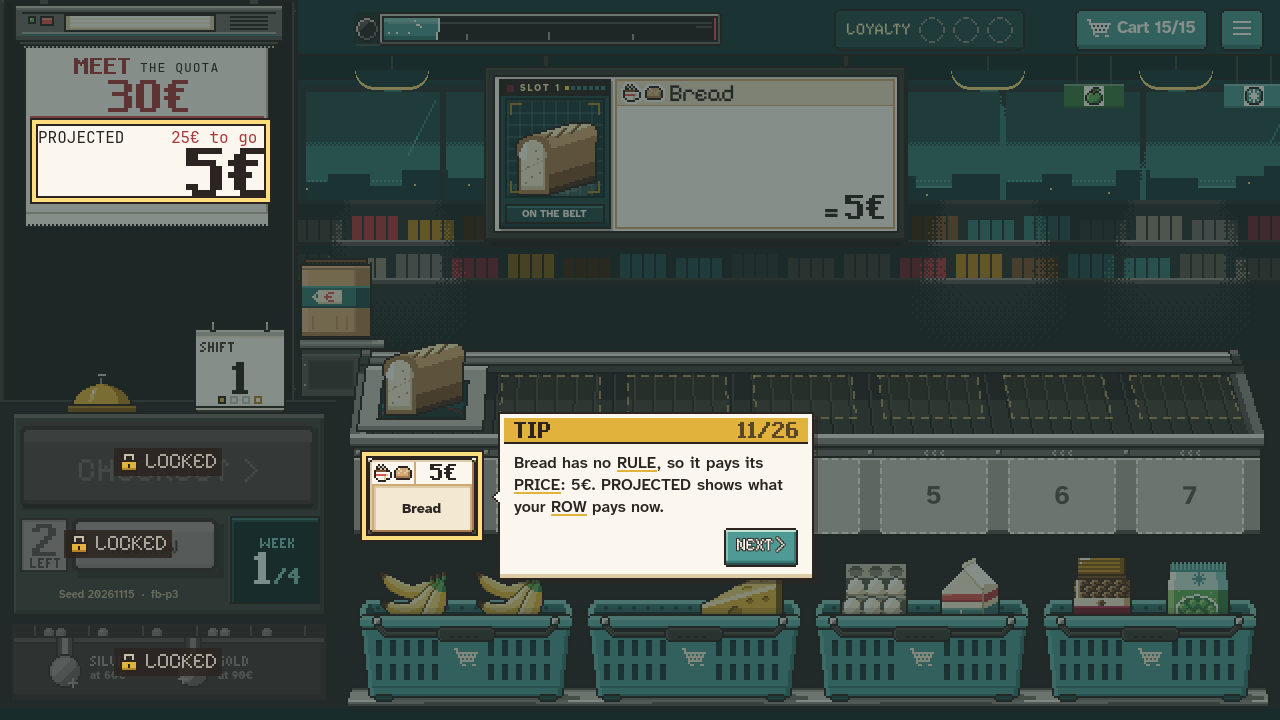 LOYALTY
Cart 15/15
MEET THE QUOTA
30€
PROJECTED 25€ to go
5€
SLOT 1
ON THE BELT
Bread
=5€
€
SHIFT
1
LOCKED
2
LEFT
LOCKED
WEEK
1/4
Seed 20261115 · fb-p3
LOCKED
at 90€
5€
Bread
TIP 11/26
Bread has no RULE, so it pays its
PRICE: 5€. PROJECTED shows what
your ROW pays now.
NEXT
5
6
7